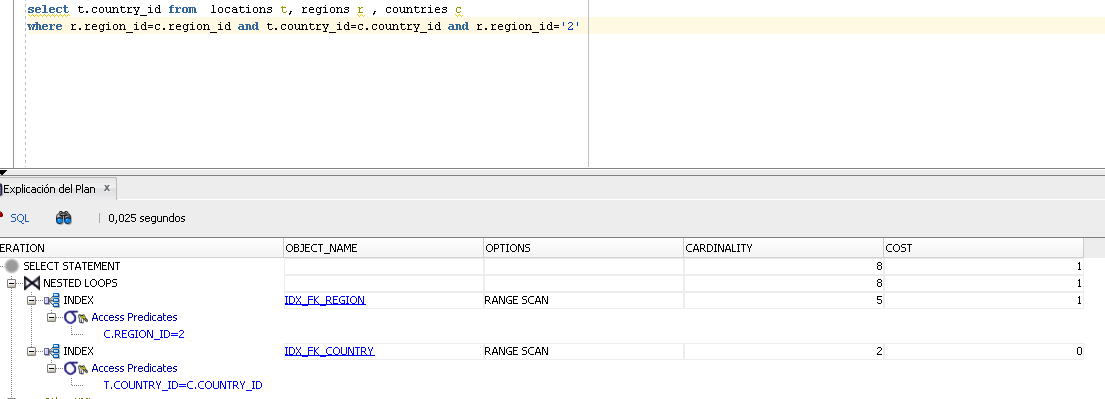 select t.country_id from  locations t, regions r , countries c
where r.region_id=c.region_id and t.country_id=c.country_id and r.region_id='2'
Explicación del Plan x
SQL | 0,025 segundos
ERATION OBJECT_NAME OPTIONS CARDINALITY COST
SELECT STATEMENT 8 1
NESTED LOOPS 8 1
INDEX IDX_FK_REGION RANGE SCAN 5 1
Access Predicates
C.REGION_ID=2
INDEX IDX_FK_COUNTRY RANGE SCAN 2 0
Access Predicates
T.COUNTRY_ID=C.COUNTRY_ID